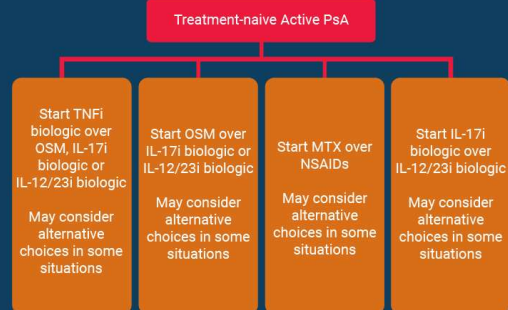 Treatment-naive Active PsA
Start TNFi
biologic over
OSM, IL-17i
biologic or
IL-12/23i biologic
May consider
alternative
choices in some
situations
Start OSM over
IL-17i biologic or
IL-12/23i biologic
May consider
alternative
choices in some
situations
Start MTX over
NSAIDs
May consider
alternative
choices in some
situations
Start IL-17i
biologic over
IL-12/23i biologic
May consider
alternative
choices in some
situations